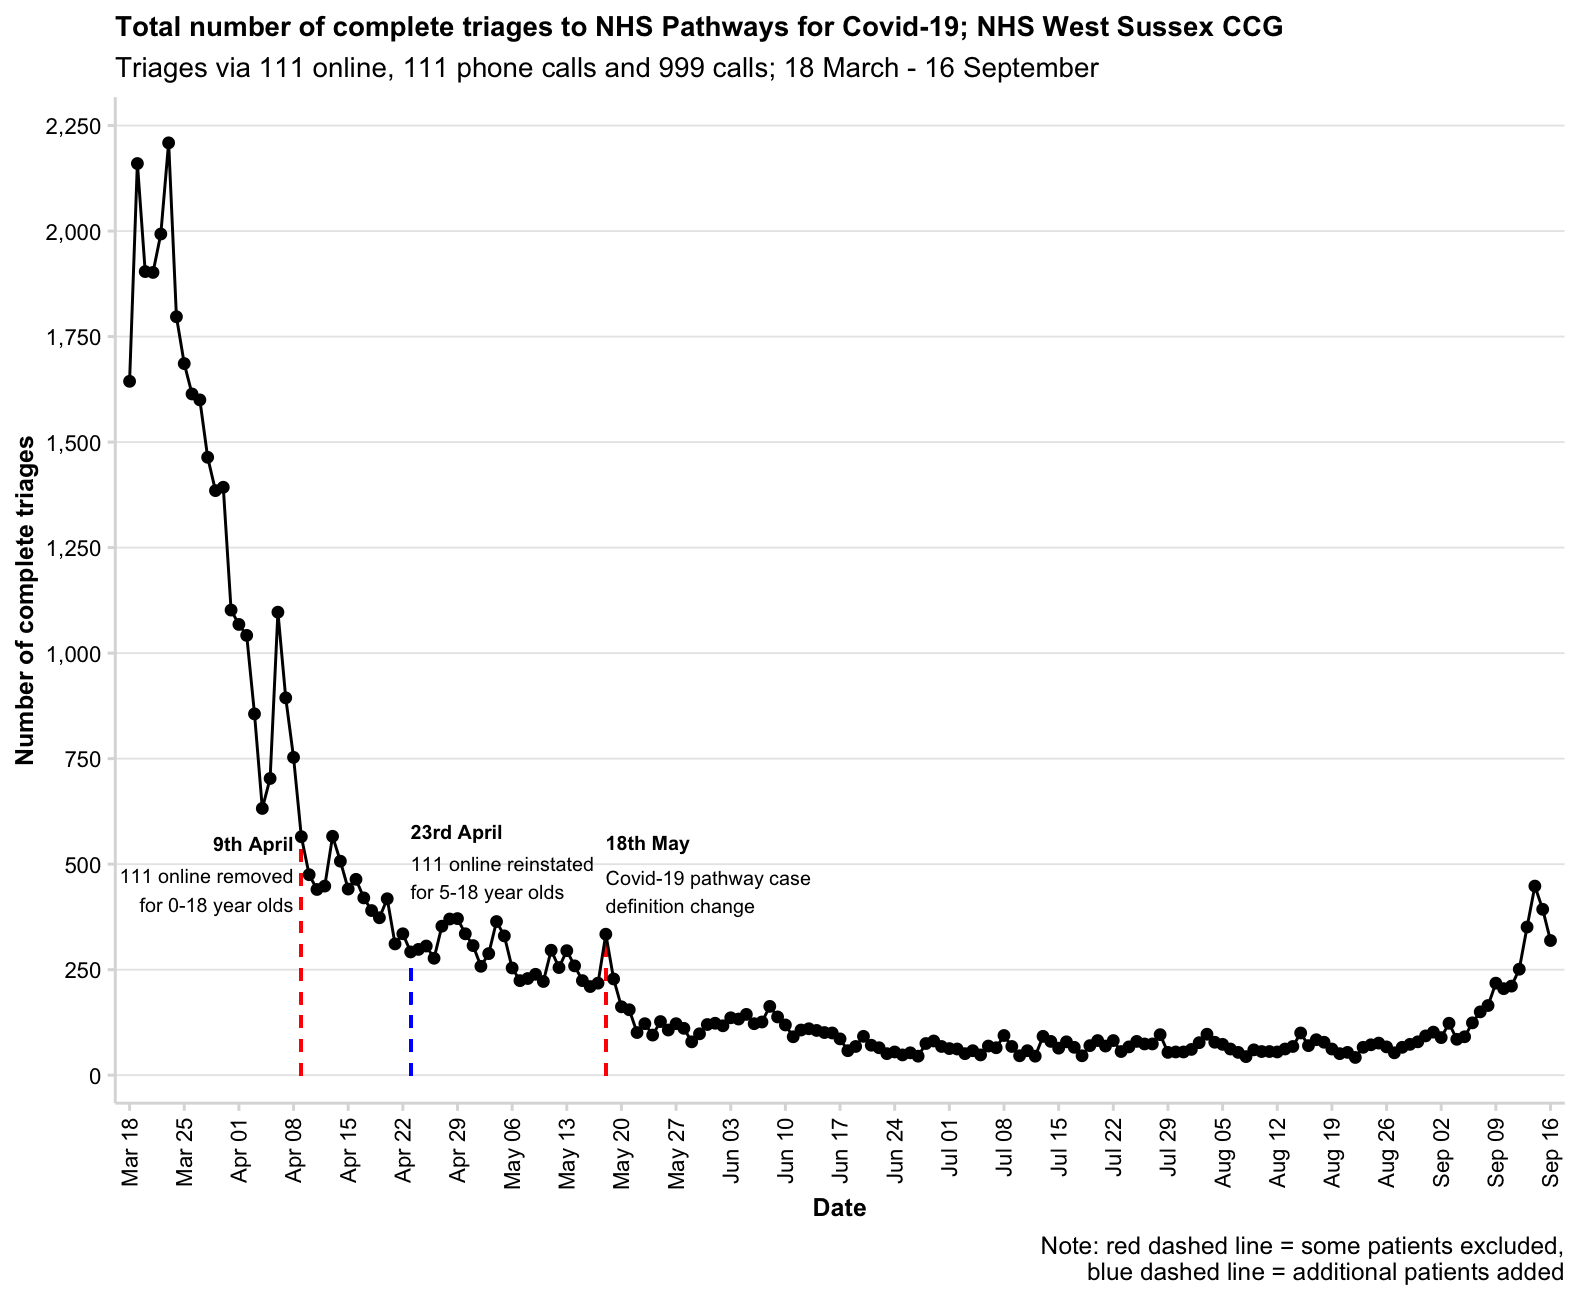 Total number of complete triages to NHS Pathways for Covid-19; NHS West Sussex CCG
Triages via 111 online, 111 phone calls and 999 calls; 18 March - 16 September
Number of complete triages
2,250
2,000
1,750
1,500
1,250
1,000
750
500
250
0
9th April
111 online removed
for 0-18 year olds
23rd April
111 online reinstated
for 5-18 year olds
18th May
Covid-19 pathway case
definition change
Mar 18
Mar 25
Apr 01
Apr 08
Apr 15
Apr 22
Apr 29
May 06
May 13
May 20
May 27
Jun 03
Jun 10
Jun 17
Jun 24
Jul 01
Jul 08
Jul 15
Jul 22
Jul 29
Aug 05
Aug 12
Aug 19
Aug 26
Sep 02
Sep 09
Sep 16
Date
Note: red dashed line = some patients excluded,
blue dashed line = additional patients added